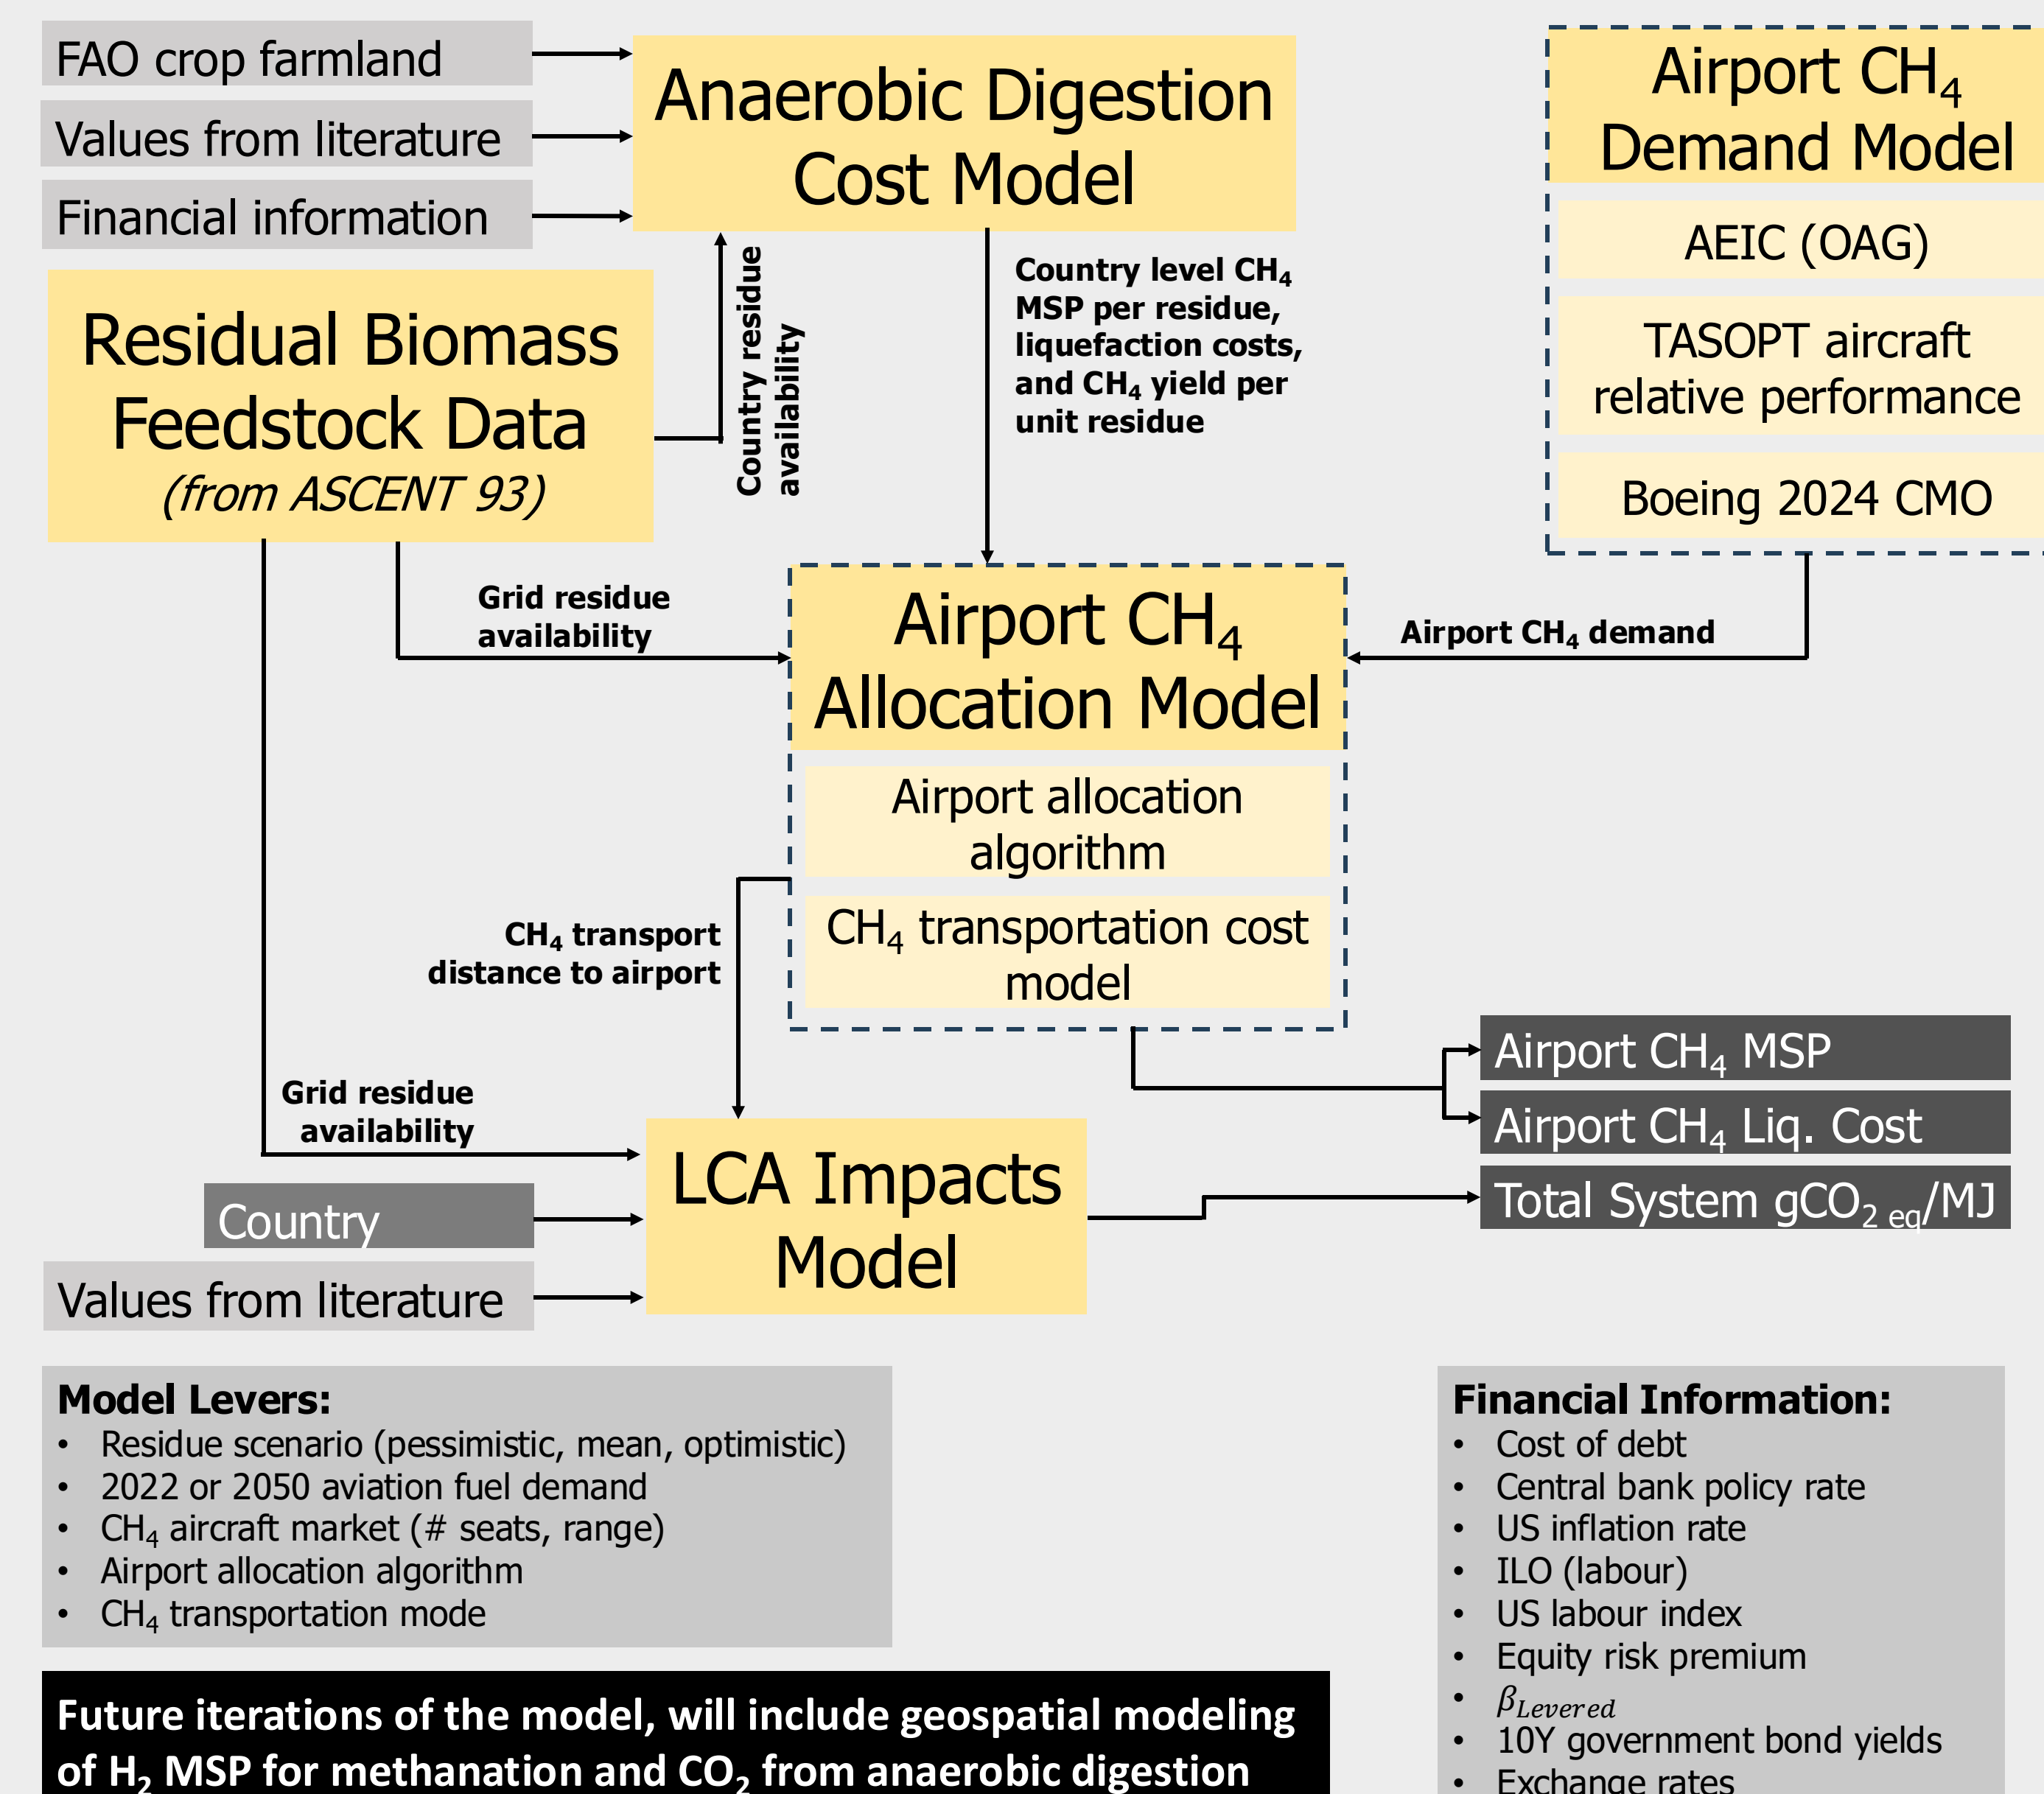 FAO crop farmland
Values from literature
Financial information
Anaerobic Digestion
Cost Model
Airport CH₄
Demand Model
AEIC (OAG)
TASOPT aircraft
relative performance
Boeing 2024 CMO
Residual Biomass
Feedstock Data
(from ASCENT 93)
Country residue
availability
Country level CH₄
MSP per residue,
liquefaction costs,
and CH₄ yield per
unit residue
Grid residue
availability
Airport CH₄
Allocation Model
Airport CH₄ demand
Airport allocation
algorithm
CH₄ transportation cost
model
CH₄ transport
distance to airport
Grid residue
availability
Airport CH₄ MSP
Airport CH₄ Liq. Cost
Total System gCO₂ eq/MJ
LCA Impacts
Model
Country
Values from literature
Model Levers:
• Residue scenario (pessimistic, mean, optimistic)
• 2022 or 2050 aviation fuel demand
• CH₄ aircraft market (# seats, range)
• Airport allocation algorithm
• CH₄ transportation mode
Financial Information:
• Cost of debt
• Central bank policy rate
• US inflation rate
• ILO (labour)
• US labour index
• Equity risk premium
• βLevered
• 10Y government bond yields
• Exchange rates
Future iterations of the model, will include geospatial modeling
of H₂ MSP for methanation and CO₂ from anaerobic digestion